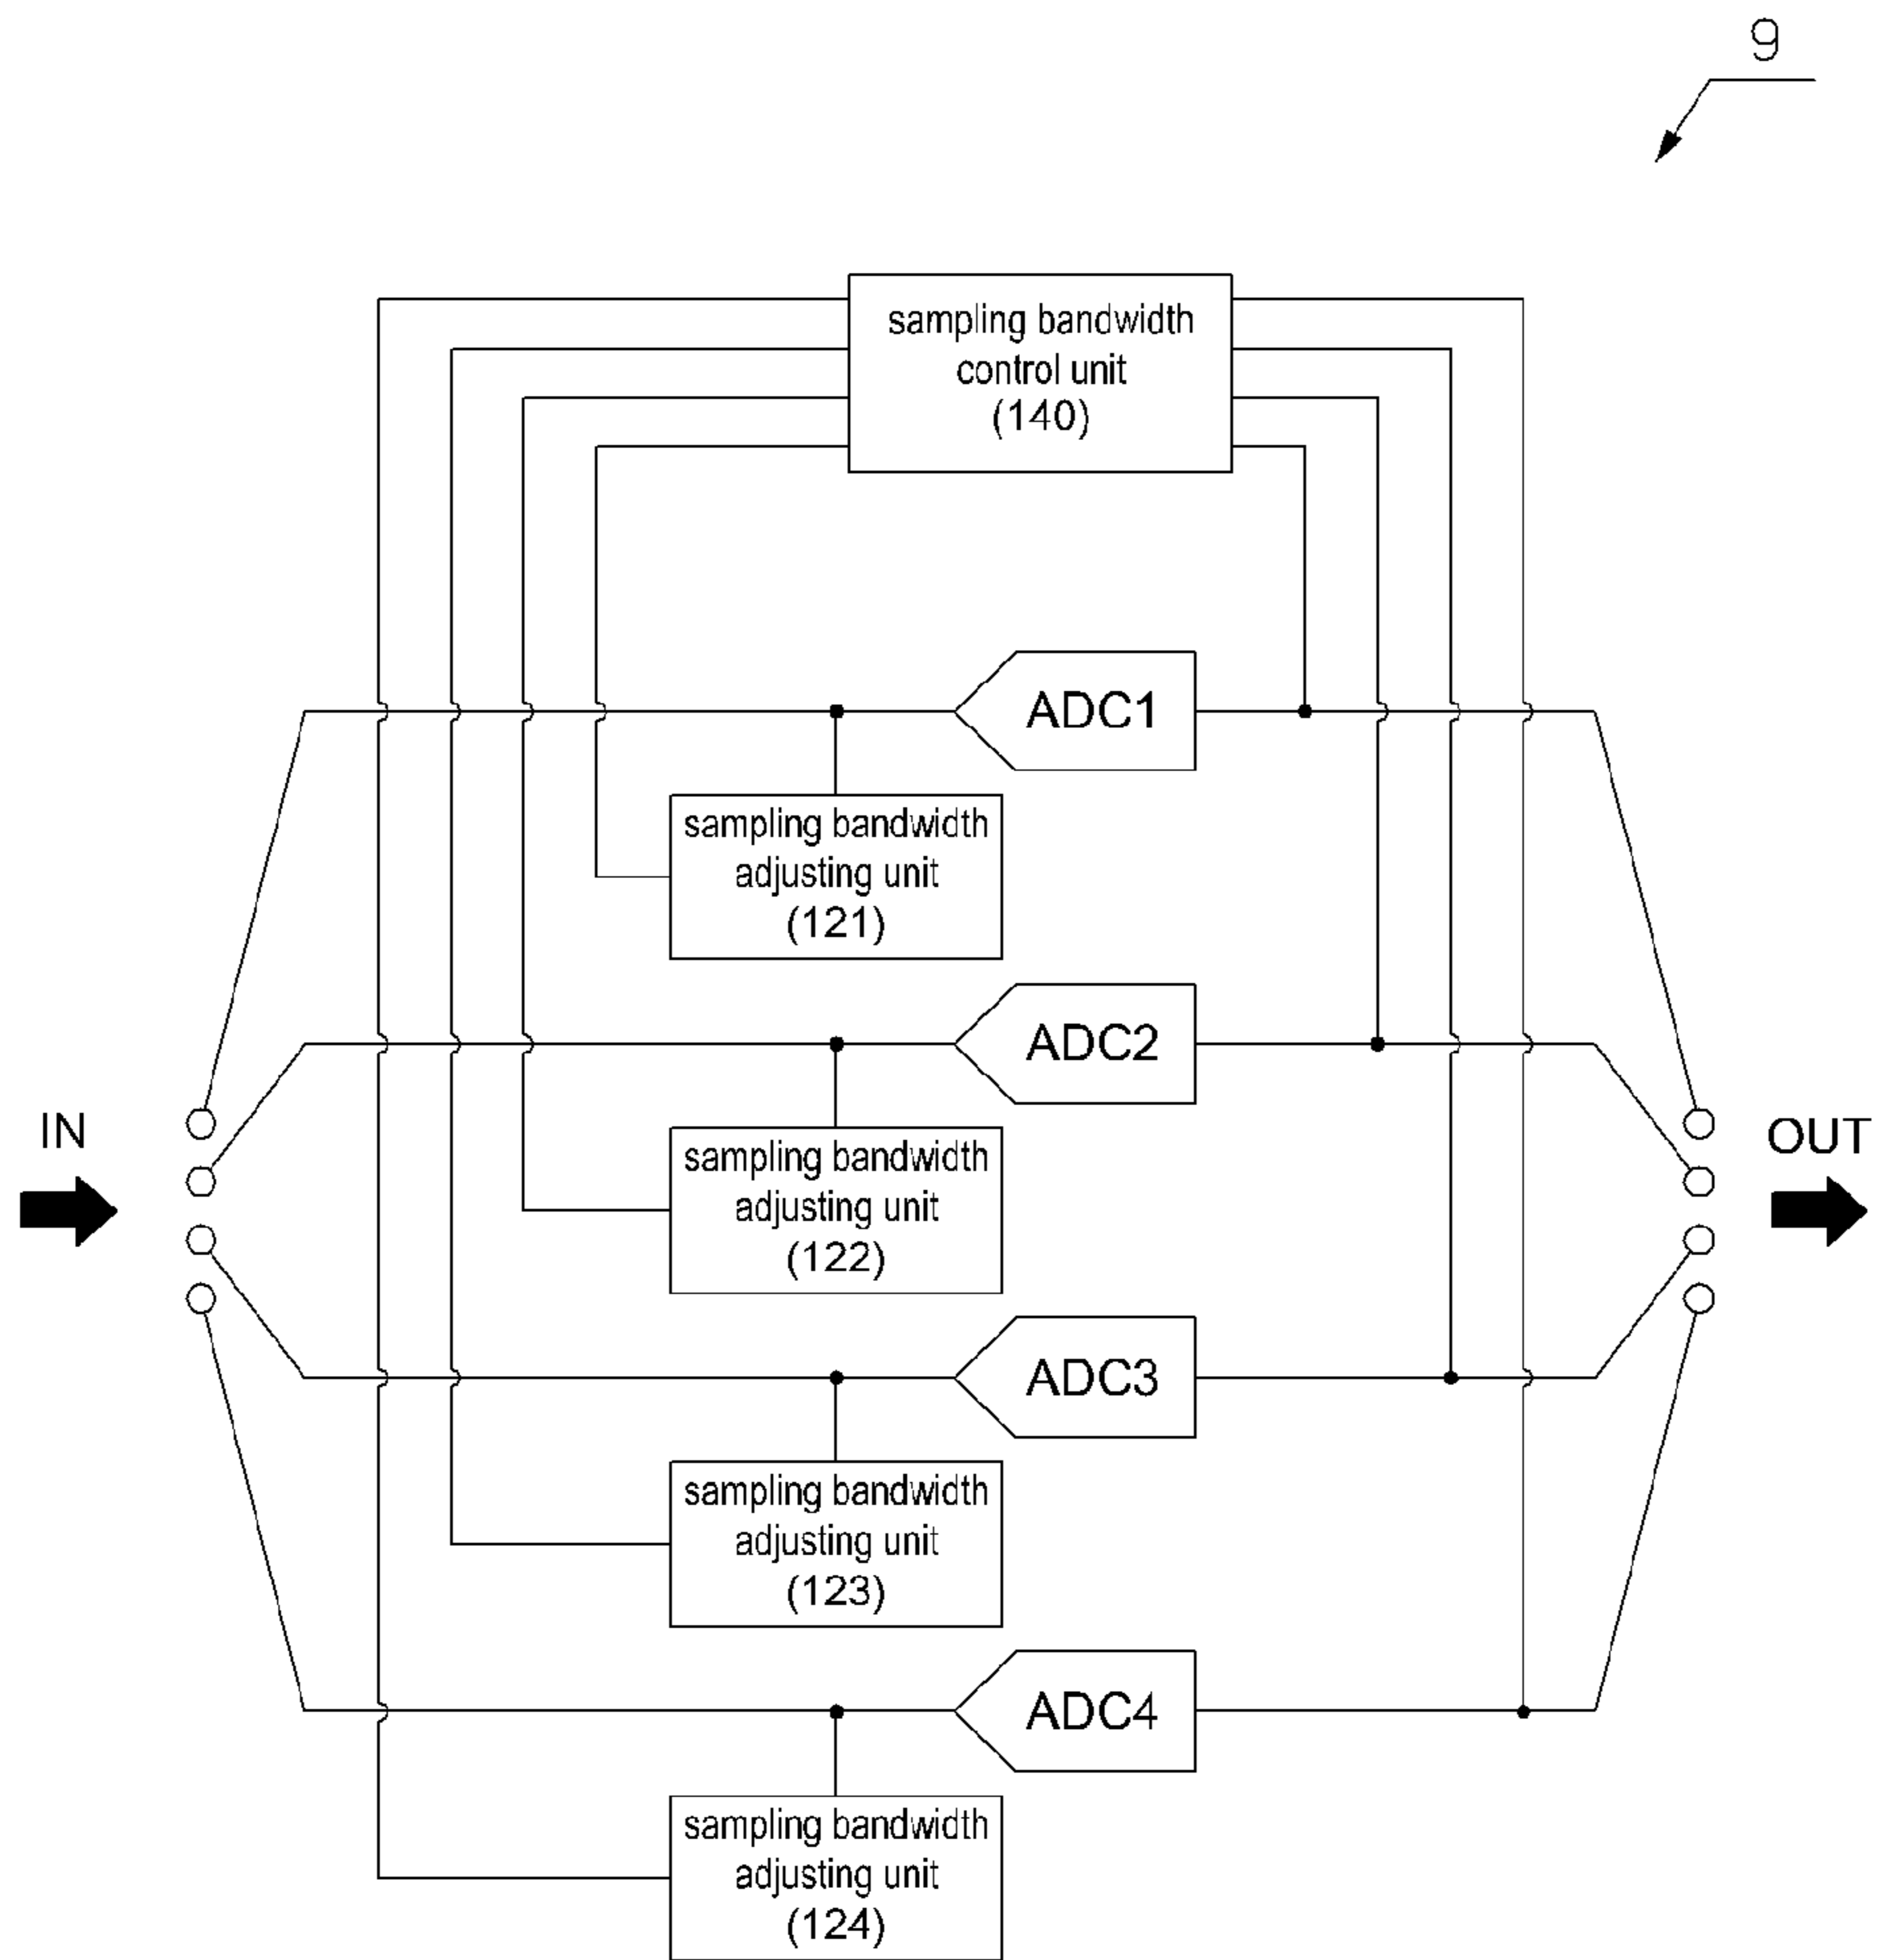 9
sampling bandwidth
control unit
(140)
ADC1
sampling bandwidth
adjusting unit
(121)
ADC2
IN
OUT
sampling bandwidth
adjusting unit
(122)
ADC3
sampling bandwidth
adjusting unit
(123)
ADC4
sampling bandwidth
adjusting unit
(124)